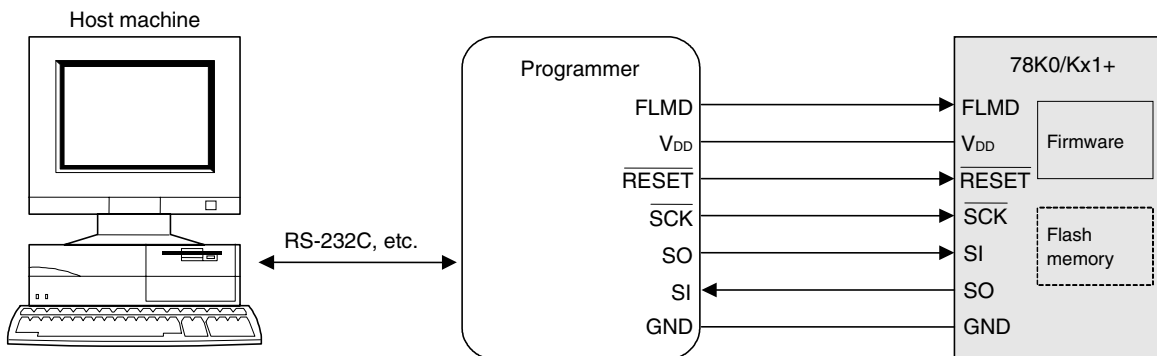 Host machine
RS-232C, etc.
Programmer
FLMD
VDD
RESET
SCK
SO
SI
GND
78K0/Kx1+
FLMD
VDD
RESET
SCK
SI
SO
GND
Firmware
Flash
memory